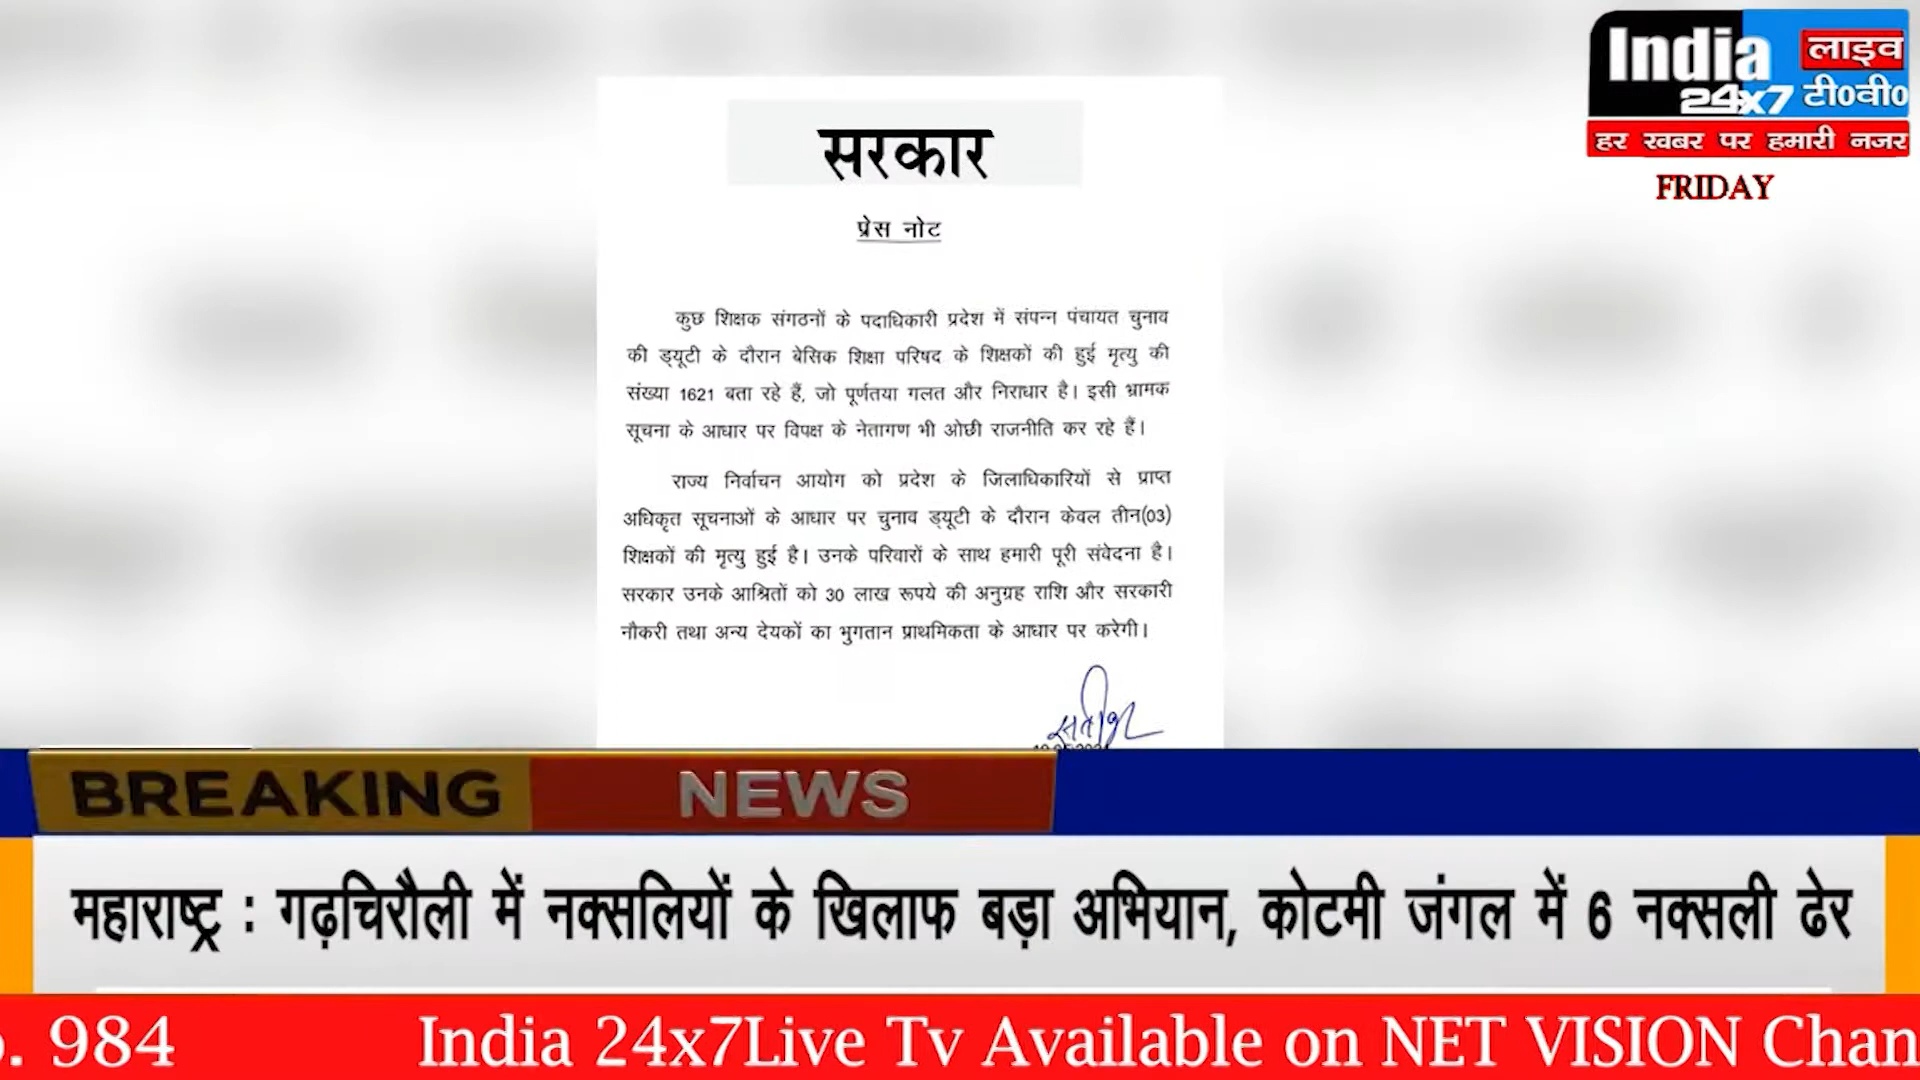 India लाइव
24x7 टी0वी0
हर खबर पर हमारी नजर
FRIDAY
सरकार
प्रेस नोट
कुछ शिक्षक संगठनों के पदाधिकारी प्रदेश में संपन्न पंचायत चुनाव
की ड्यूटी के दौरान बेसिक शिक्षा परिषद के शिक्षकों की हुई मृत्यु की
संख्या 1621 बता रहे हैं, जो पूर्णतया गलत और निराधार है। इसी भ्रामक
सूचना के आधार पर विपक्ष के नेतागण भी ओछी राजनीति कर रहे हैं।
राज्य निर्वाचन आयोग को प्रदेश के जिलाधिकारियों से प्राप्त
अधिकृत सूचनाओं के आधार पर चुनाव ड्यूटी के दौरान केवल तीन(03)
शिक्षकों की मृत्यु हुई है। उनके परिवारों के साथ हमारी पूरी संवेदना है।
सरकार उनके आश्रितों को 30 लाख रूपये की अनुग्रह राशि और सरकारी
नौकरी तथा अन्य देयकों का भुगतान प्राथमिकता के आधार पर करेगी।
BREAKING NEWS
महाराष्ट्र : गढ़चिरौली में नक्सलियों के खिलाफ बड़ा अभियान, कोटमी जंगल में 6 नक्सली ढेर
. 984 India 24x7Live Tv Available on NET VISION Chan